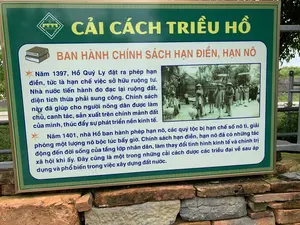 CẢI CÁCH TRIỀU HỒ
BAN HÀNH CHÍNH SÁCH HẠN ĐIỀN, HẠN NÔ
Năm 1397, Hồ Quý Ly đặt ra phép hạn
điền, tức là hạn chế việc sở hữu ruộng tư.
Nhà nước tiến hành đo đạc lại ruộng đất,
diện tích thừa phải sung công. Chính sách
này đã giúp cho người nông dân được làm
chủ, canh tác, sản xuất trên chính mảnh đất
của mình, thúc đẩy sự phát triển nền kinh tế.
Năm 1401, nhà Hồ ban hành phép hạn nô, các quý tộc bị hạn chế số nô tì, giải
phóng một lượng nô bộc lúc bấy giờ. Chính sách hạn điền, hạn nô đã có những tác
động đến đời sống của tầng lớp nhân dân, làm thay đổi tình hình kinh tế và chính trị
xã hội khi ấy. Đây cũng là một trong những cải cách được các triều đại về sau áp
dụng và phổ biến trong việc xây dựng đất nước.